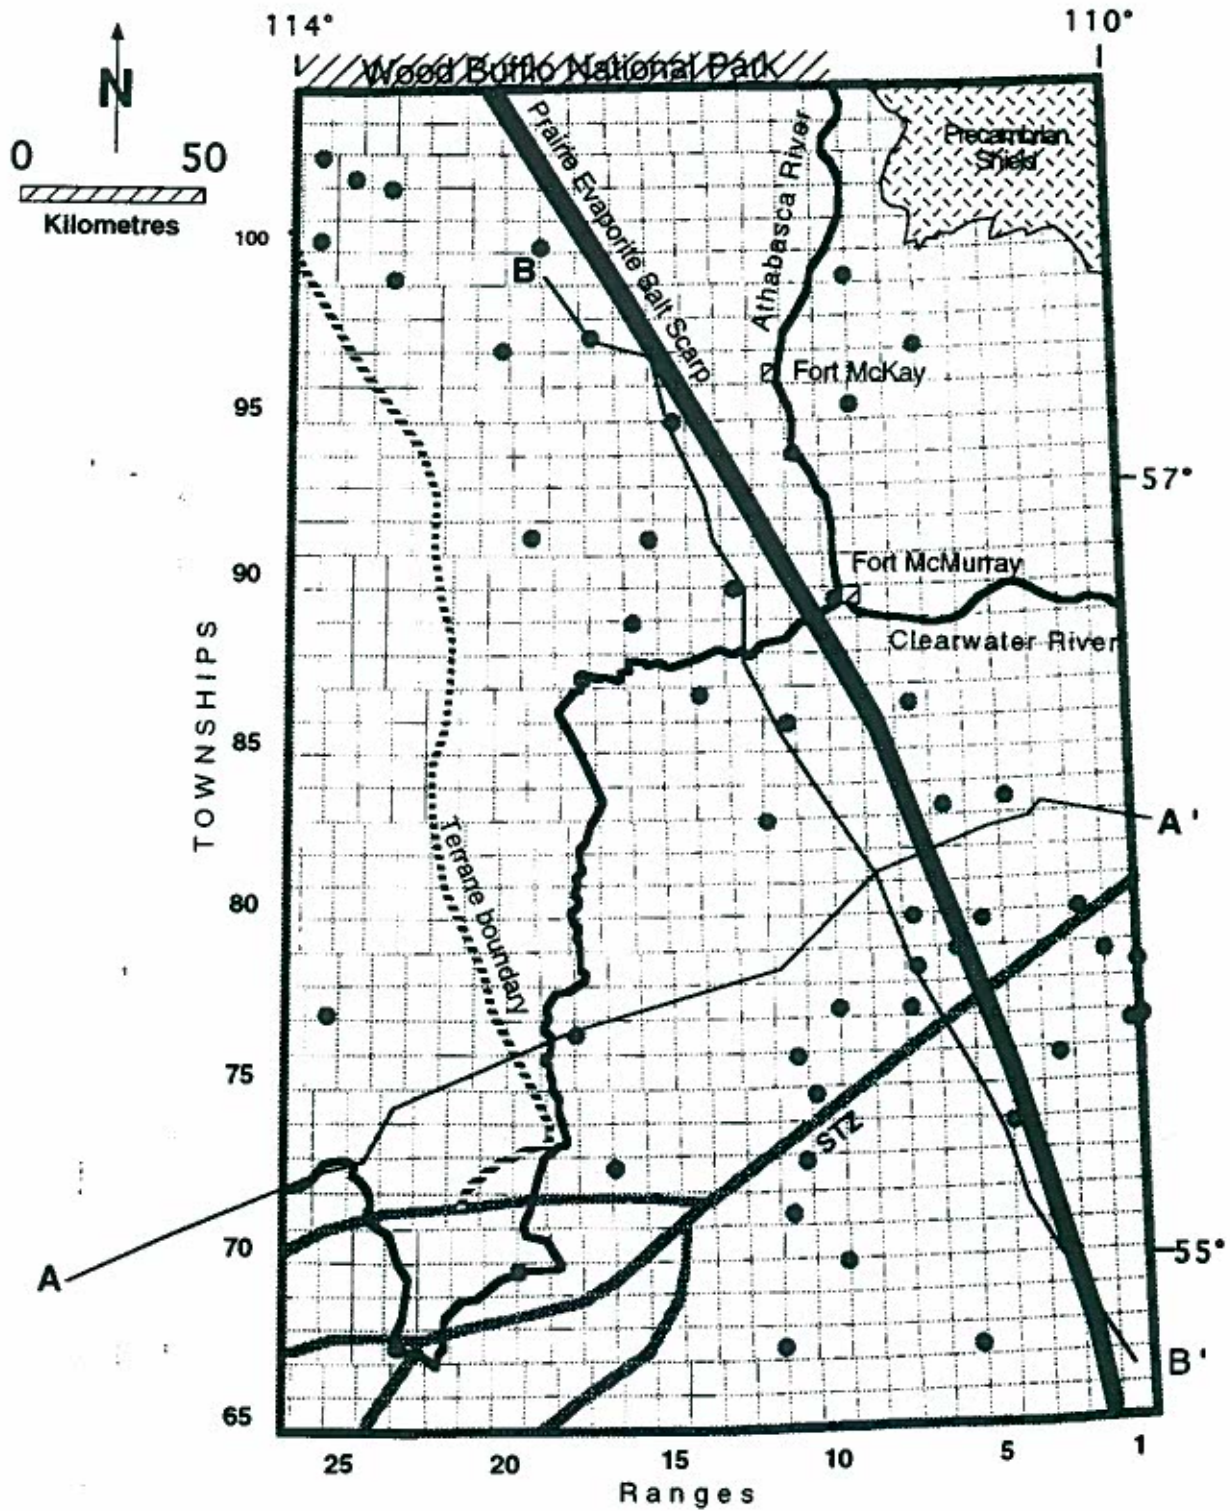 114°
110°
N
Wood Bufflo National Park
0 50
Kilometres
Precambrian
Shield
Prairie Evaporite Salt Scarp
Athabasca River
100
B
Fort McKay
95
57°
90
Fort McMurray
Clearwater River
TOWNSHIPS
85
A'
Terrane boundary
80
75
STZ
70
55°
A
B'
65
25 20 15 10 5 1
Ranges